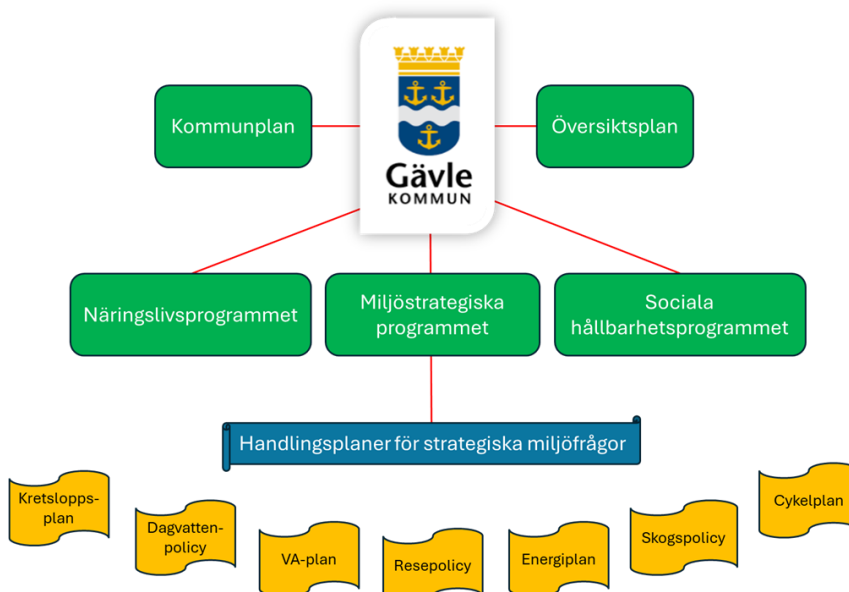 Kommunplan
Gävle
KOMMUN
Översiktsplan
Näringslivsprogrammet
Miljöstrategiska
programmet
Sociala
hållbarhetsprogrammet
Handlingsplaner för strategiska miljöfrågor
Kretslopps-
plan
Dagvatten-
policy
VA-plan
Resepolicy
Energiplan
Skogspolicy
Cykelplan